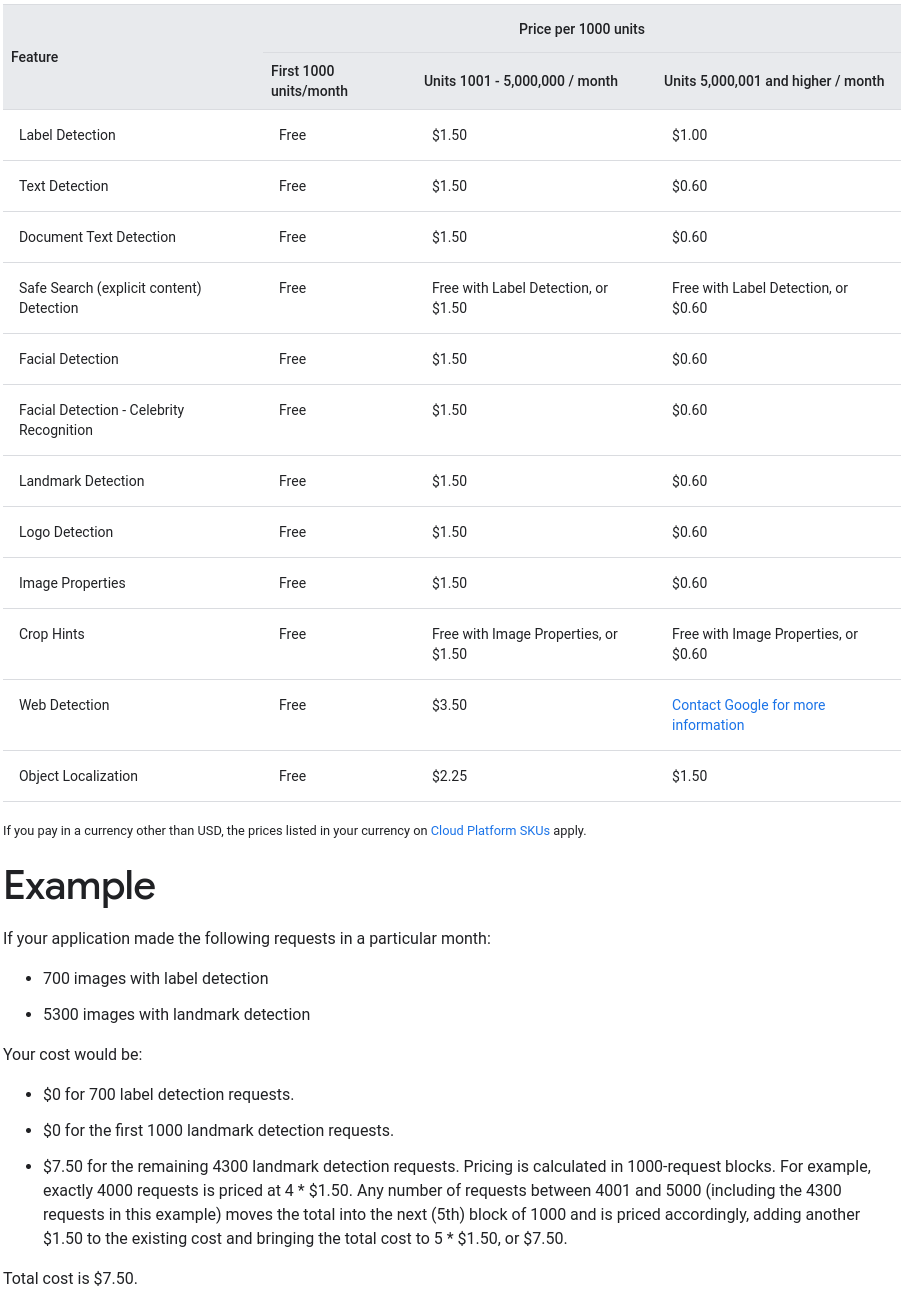 Feature
Price per 1000 units
First 1000
units/month
Units 1001 - 5,000,000 / month
Units 5,000,001 and higher / month
Label Detection Free $1.50 $1.00
Text Detection Free $1.50 $0.60
Document Text Detection Free $1.50 $0.60
Safe Search (explicit content) Free Free with Label Detection, or Free with Label Detection, or
Detection $1.50 $0.60
Facial Detection Free $1.50 $0.60
Facial Detection - Celebrity Free $1.50 $0.60
Recognition
Landmark Detection Free $1.50 $0.60
Logo Detection Free $1.50 $0.60
Image Properties Free $1.50 $0.60
Crop Hints Free Free with Image Properties, or Free with Image Properties, or
$1.50 $0.60
Web Detection Free $3.50 Contact Google for more
information
Object Localization Free $2.25 $1.50
If you pay in a currency other than USD, the prices listed in your currency on Cloud Platform SKUs apply.
Example
If your application made the following requests in a particular month:
• 700 images with label detection
• 5300 images with landmark detection
Your cost would be:
• $0 for 700 label detection requests.
• $0 for the first 1000 landmark detection requests.
• $7.50 for the remaining 4300 landmark detection requests. Pricing is calculated in 1000-request blocks. For example,
exactly 4000 requests is priced at 4 * $1.50. Any number of requests between 4001 and 5000 (including the 4300
requests in this example) moves the total into the next (5th) block of 1000 and is priced accordingly, adding another
$1.50 to the existing cost and bringing the total cost to 5 * $1.50, or $7.50.
Total cost is $7.50.